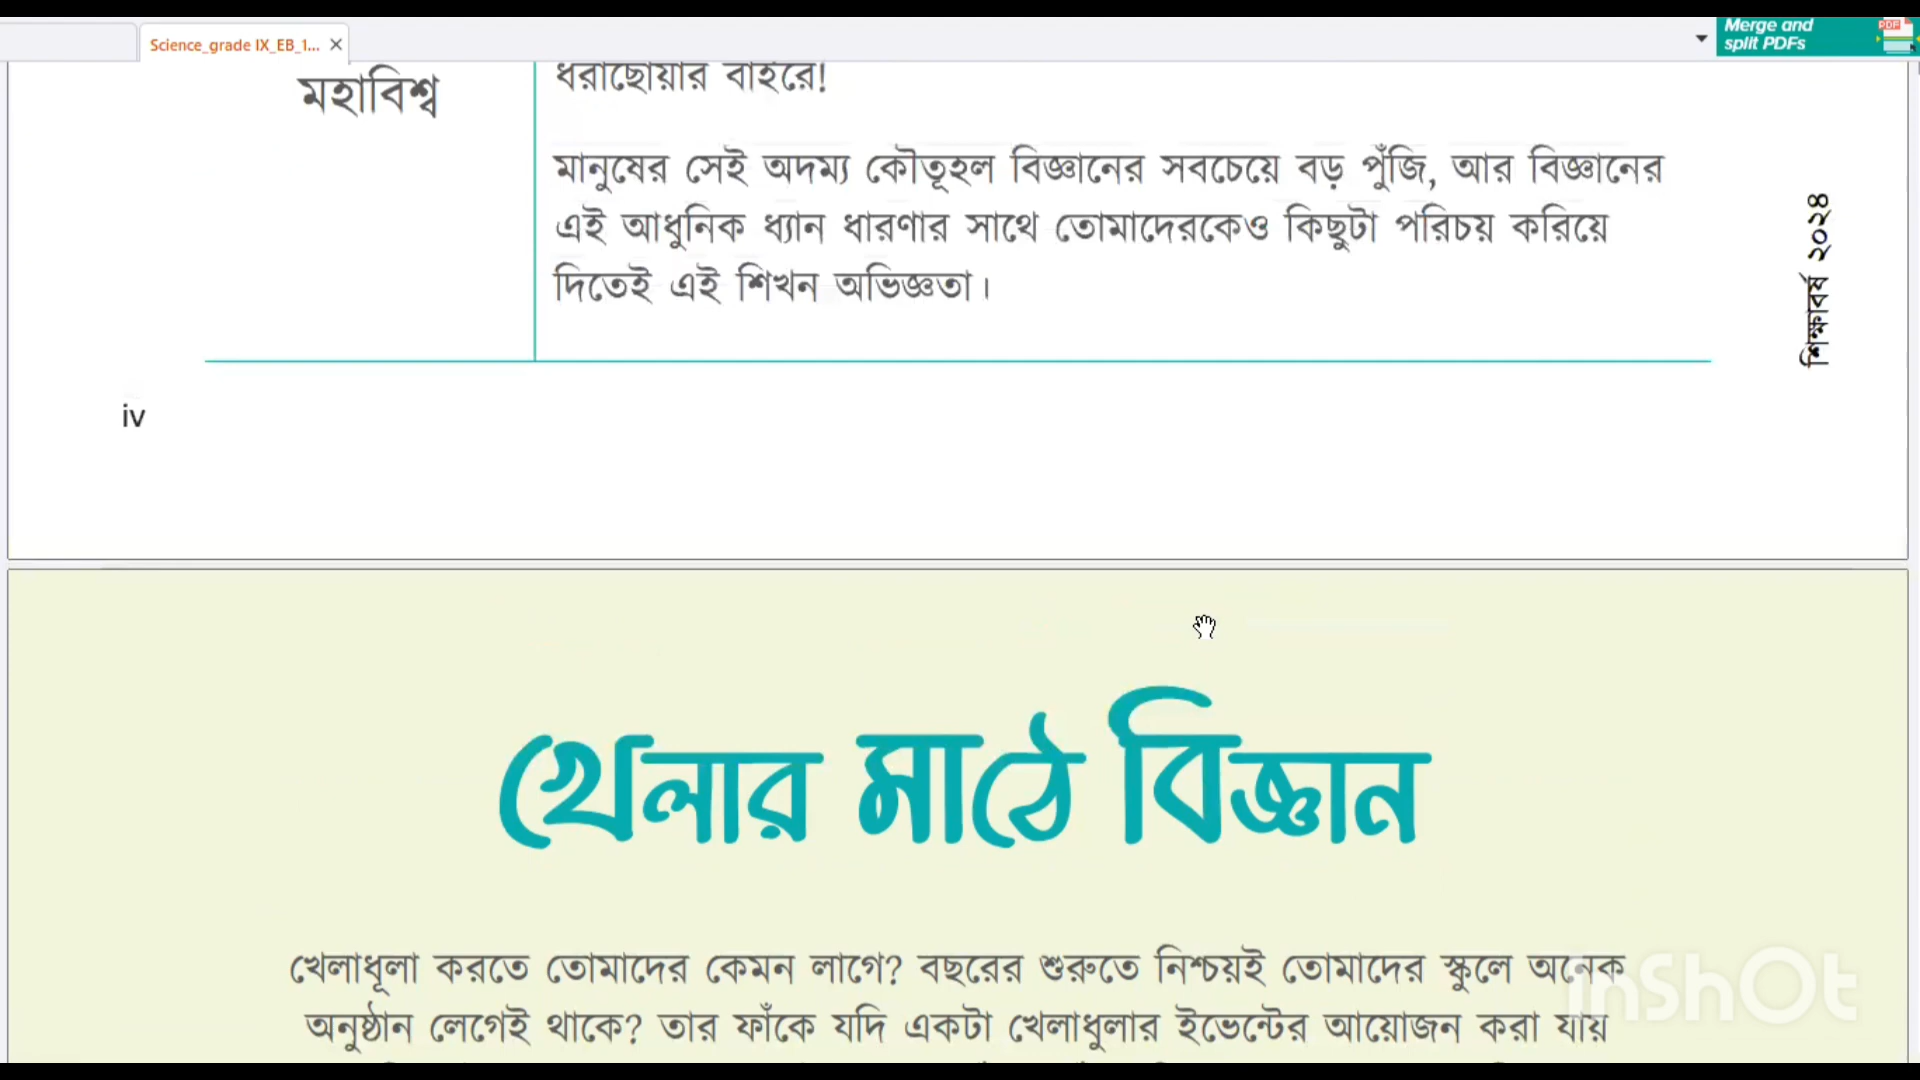 Science_grade IX_EB_1...
Merge and
split PDFs
PDF
ধরাছোঁয়ার বাইরে!
মহাবিশ্ব
মানুষের সেই অদম্য কৌতূহল বিজ্ঞানের সবচেয়ে বড় পুঁজি, আর বিজ্ঞানের
এই আধুনিক ধ্যান ধারণার সাথে তোমাদেরকেও কিছুটা পরিচয় করিয়ে
দিতেই এই শিখন অভিজ্ঞতা।
শিক্ষাবর্ষ ২০২৪
iv
খেলার মাঠে বিজ্ঞান
খেলাধূলা করতে তোমাদের কেমন লাগে? বছরের শুরুতে নিশ্চয়ই তোমাদের স্কুলে অনেক
অনুষ্ঠান লেগেই থাকে? তার ফাঁকে যদি একটা খেলাধুলার ইভেন্টের আয়োজন করা যায়
InShOt